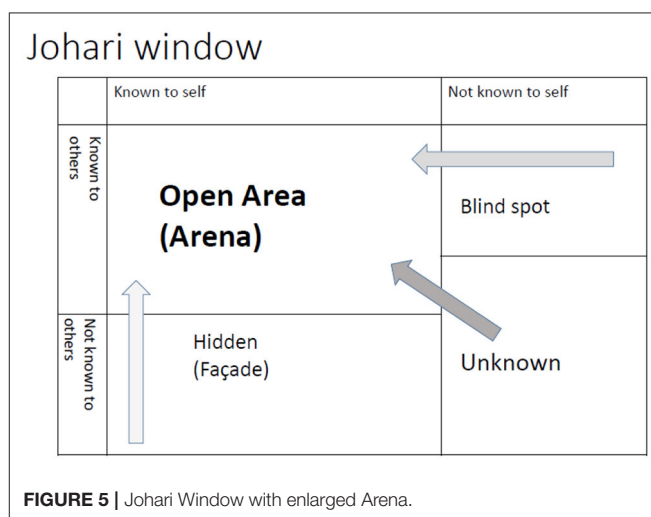 Johari window
Known to self
Not known to self
Known to
others
Open Area
(Arena)
Blind spot
Not known to
others
Hidden
(Façade)
Unknown
FIGURE 5 | Johari Window with enlarged Arena.